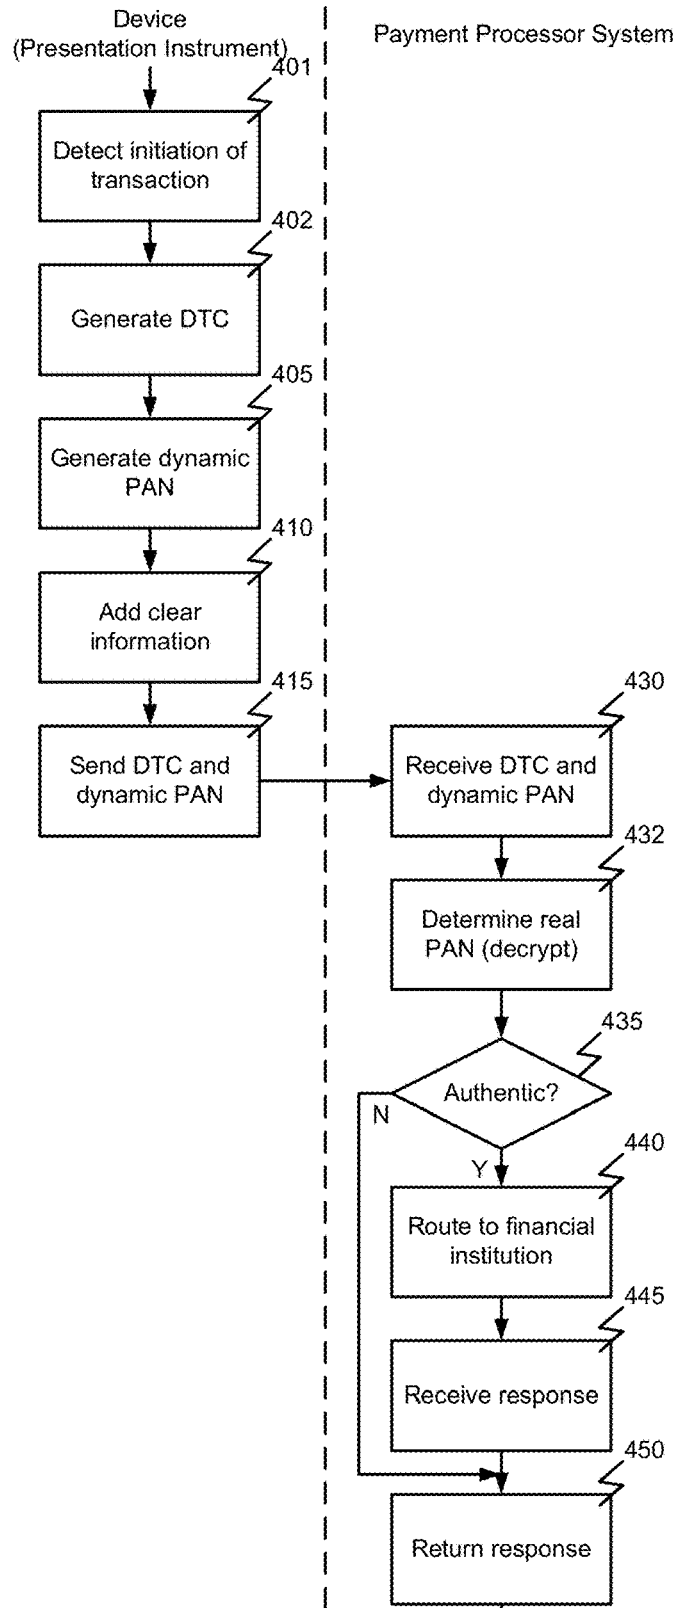 Device
(Presentation Instrument)
Payment Processor System
401
Detect initiation of
transaction
402
Generate DTC
405
Generate dynamic
PAN
410
Add clear
information
415
Send DTC and
dynamic PAN
430
Receive DTC and
dynamic PAN
432
Determine real
PAN (decrypt)
435
Authentic?
N
Y
440
Route to financial
institution
445
Receive response
450
Return response